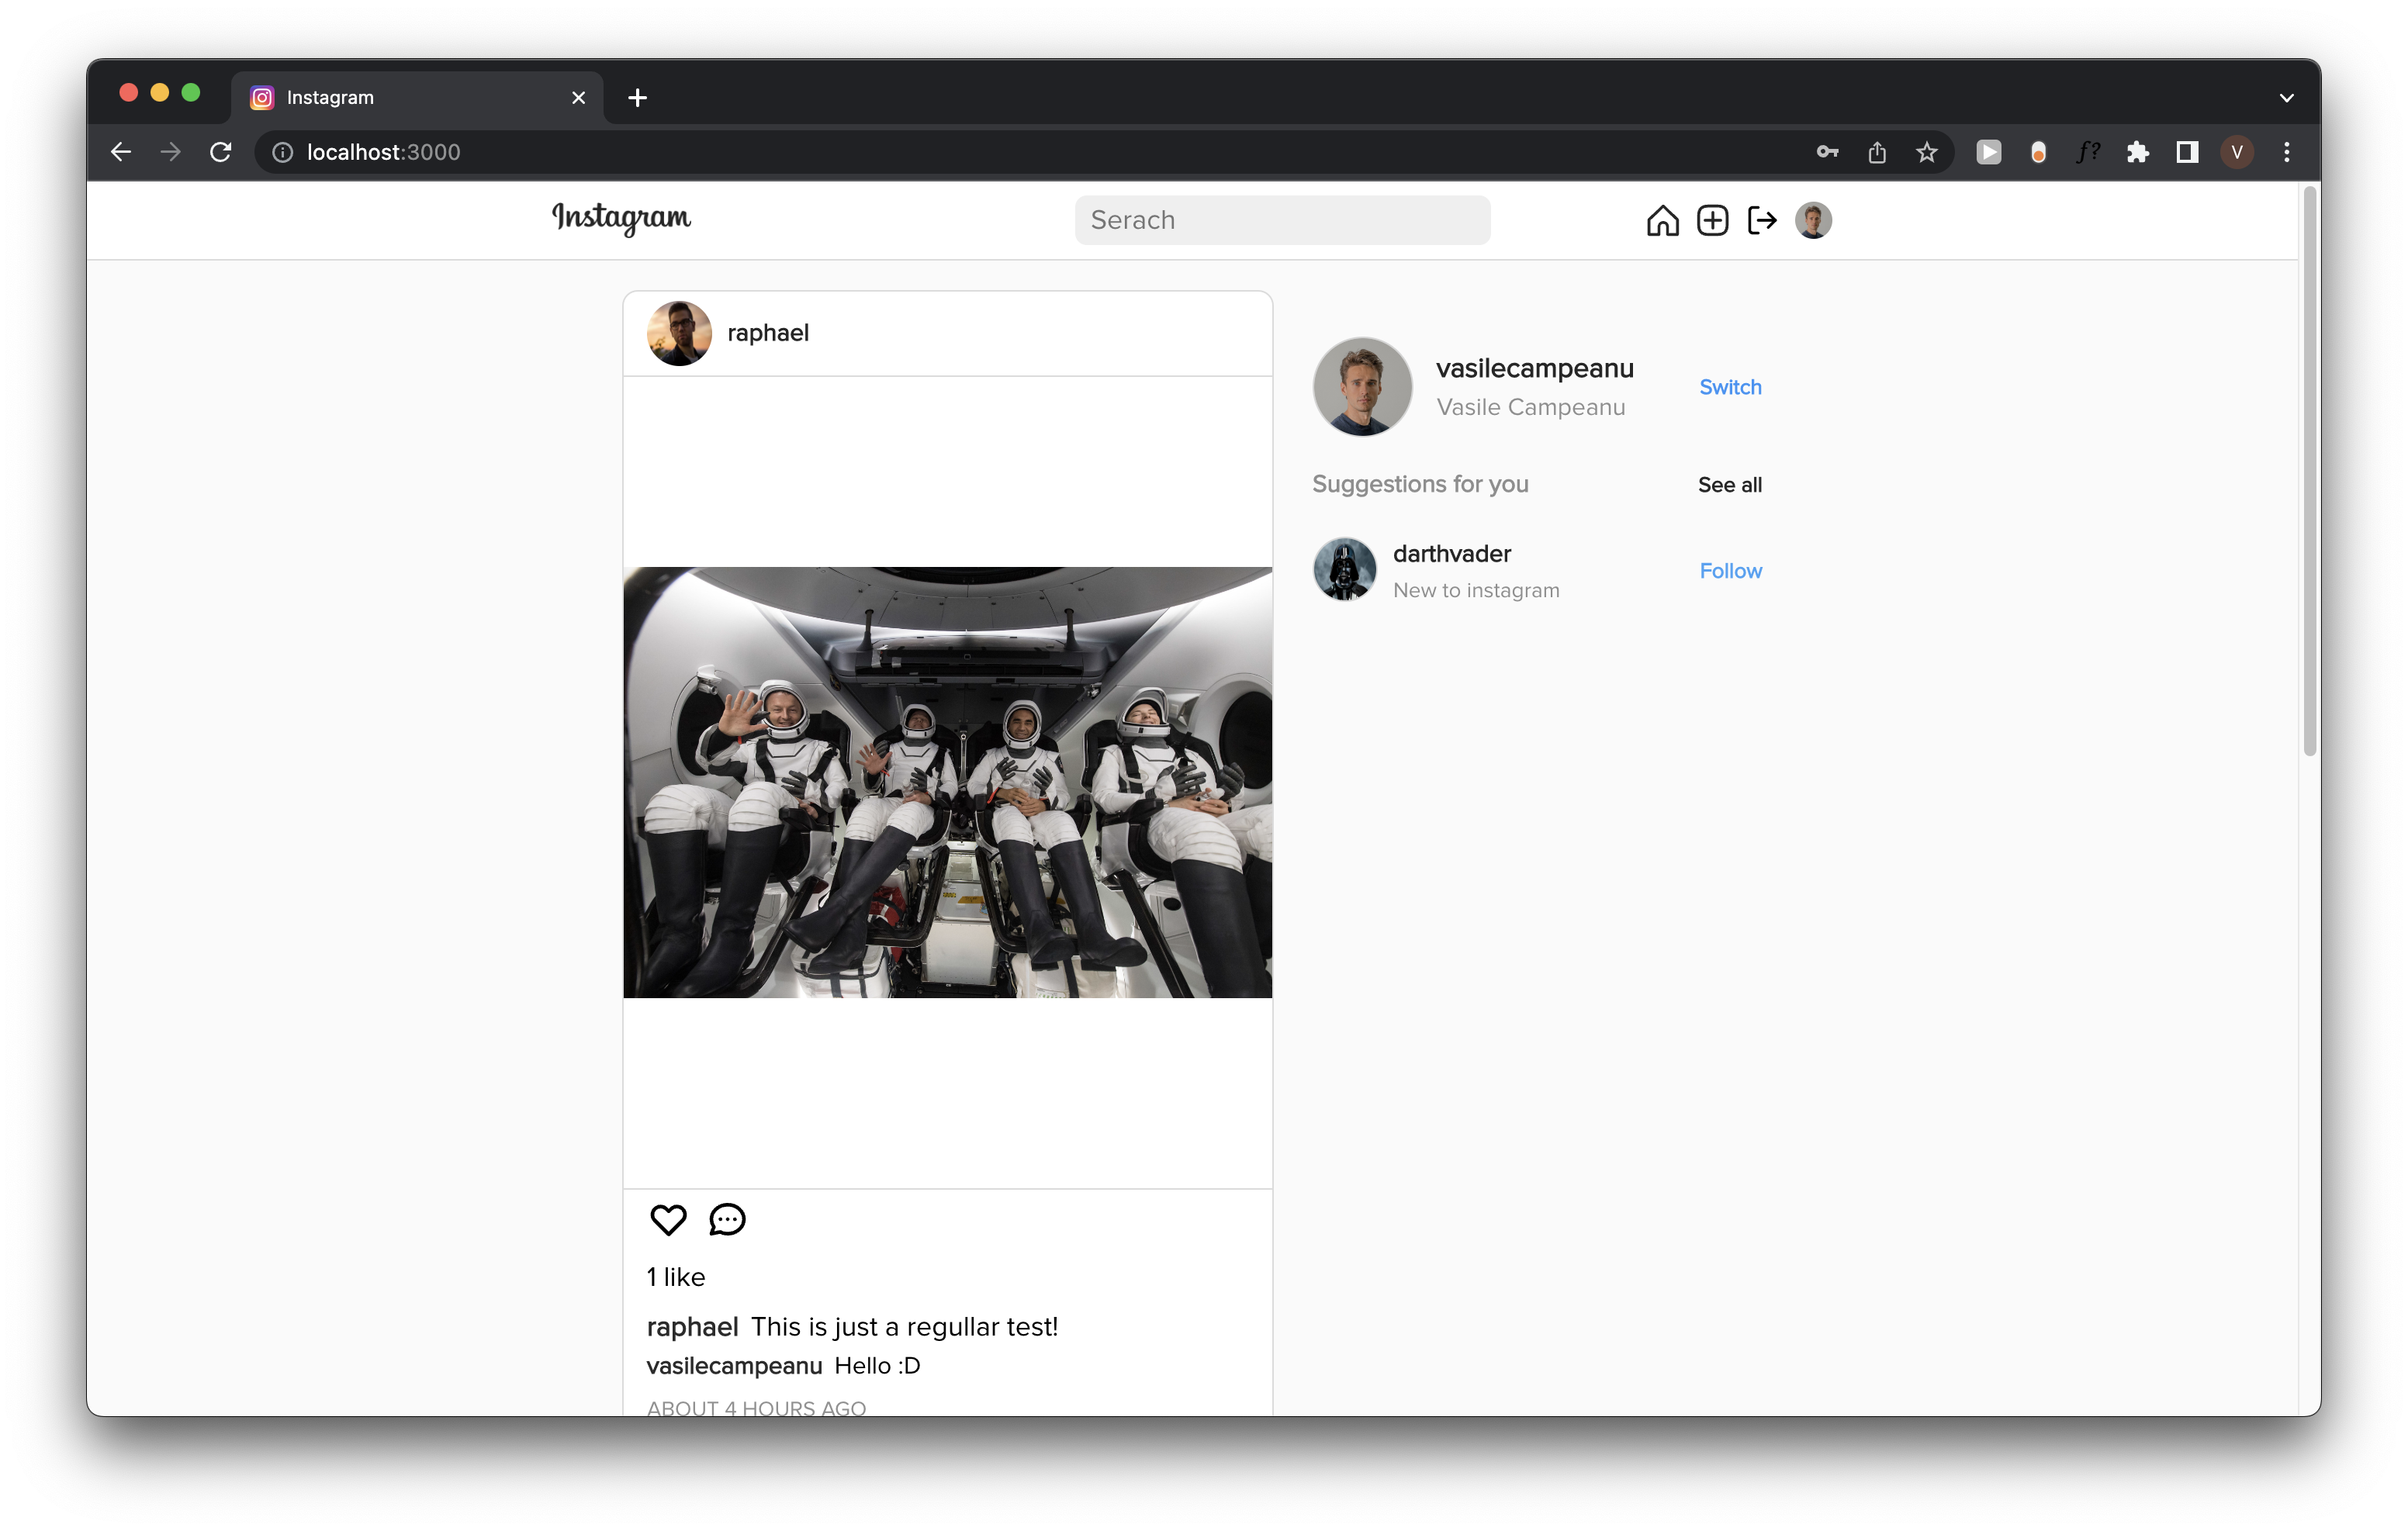 Instagram
localhost:3000
f?
V
Instagram
Serach
raphael
vasilecampeanu
Vasile Campeanu
Switch
Suggestions for you
See all
darthvader
New to instagram
Follow
1 like
raphael This is just a regullar test!
vasilecampeanu Hello :D
ABOUT 4 HOURS AGO